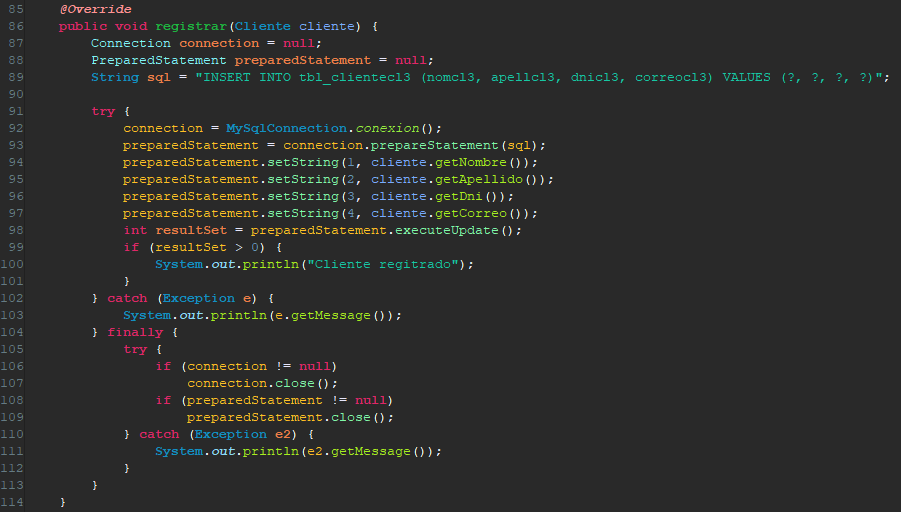 85 @Override
86 public void registrar(Cliente cliente) {
87 Connection connection = null;
88 PreparedStatement preparedStatement = null;
89 String sql = "INSERT INTO tbl_clientecl3 (nomcl3, apellcl3, dnicl3, correocl3) VALUES (?, ?, ?, ?)";
90
91 try {
92 connection = MySqlConnection.conexion();
93 preparedStatement = connection.prepareStatement(sql);
94 preparedStatement.setString(1, cliente.getNombre());
95 preparedStatement.setString(2, cliente.getApellido());
96 preparedStatement.setString(3, cliente.getDni());
97 preparedStatement.setString(4, cliente.getCorreo());
98 int resultSet = preparedStatement.executeUpdate();
99 if (resultSet > 0) {
100 System.out.println("Cliente regitrado");
101 }
102 } catch (Exception e) {
103 System.out.println(e.getMessage());
104 } finally {
105 try {
106 if (connection != null)
107 connection.close();
108 if (preparedStatement != null)
109 preparedStatement.close();
110 } catch (Exception e2) {
111 System.out.println(e2.getMessage());
112 }
113 }
114 }